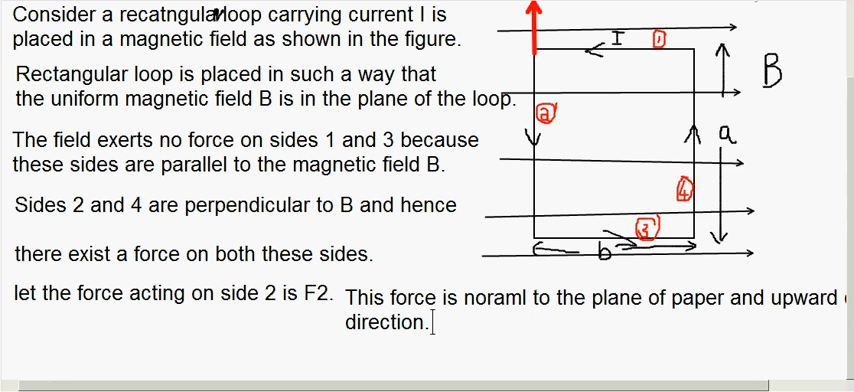 Consider a recatngular loop carrying current I is
placed in a magnetic field as shown in the figure.
Rectangular loop is placed in such a way that
the uniform magnetic field B is in the plane of the loop.
The field exerts no force on sides 1 and 3 because
these sides are parallel to the magnetic field B.
Sides 2 and 4 are perpendicular to B and hence
there exist a force on both these sides.
let the force acting on side 2 is F2.
This force is noraml to the plane of paper and upward
direction.
I
1
B
2
a
4
3
b